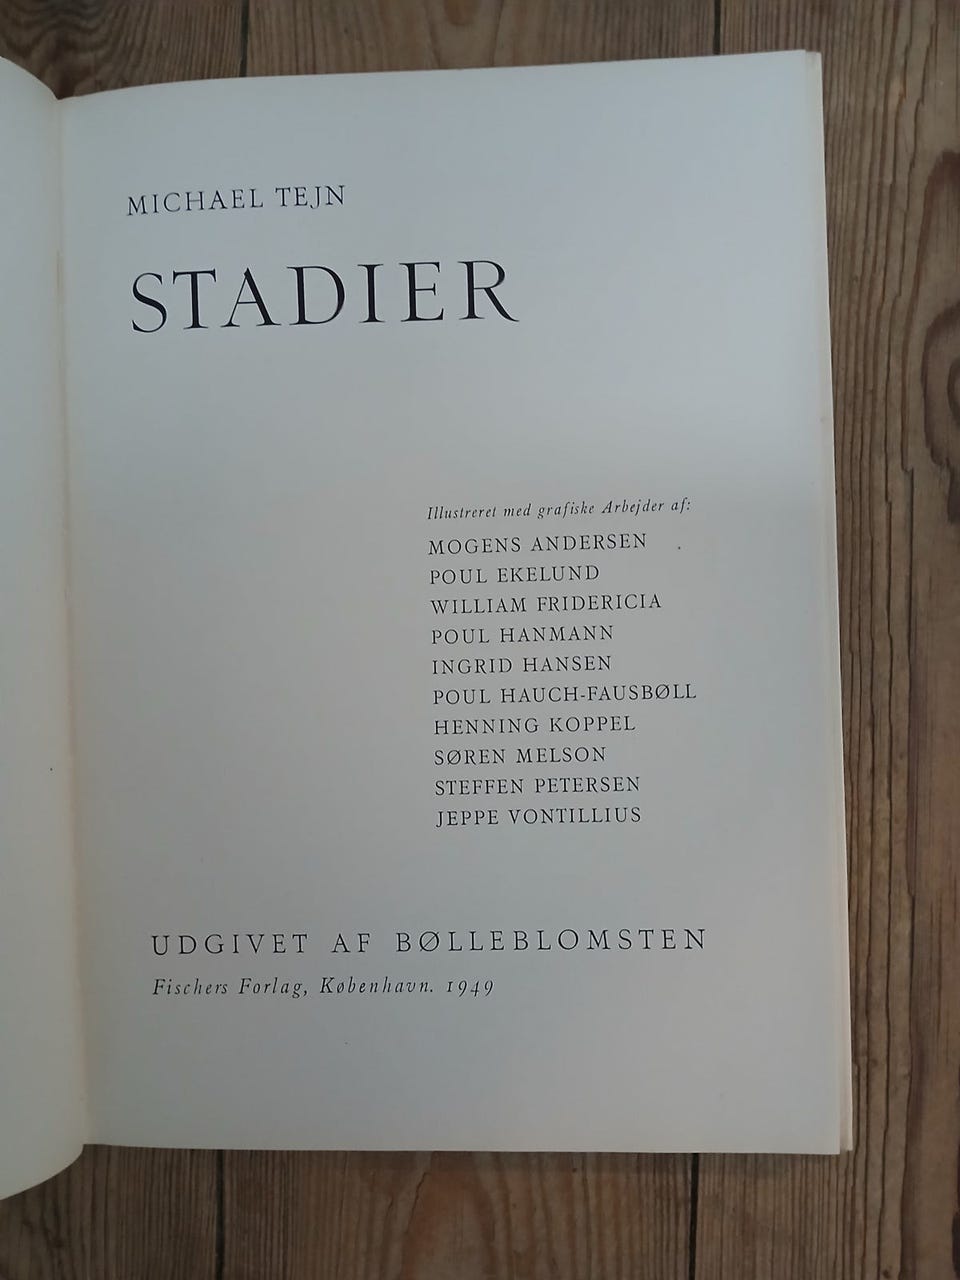 MICHAEL TEJN
STADIER
Illustreret med grafiske Arbejder af:
MOGENS ANDERSEN
POUL EKELUND
WILLIAM FRIDERICIA
POUL HANMANN
INGRID HANSEN
POUL HAUCH-FAUSBØLL
HENNING KOPPEL
SØREN MELSON
STEFFEN PETERSEN
JEPPE VONTILLIUS
UDGIVET AF BØLLEBLOMSTEN
Fischers Forlag, København. 1949